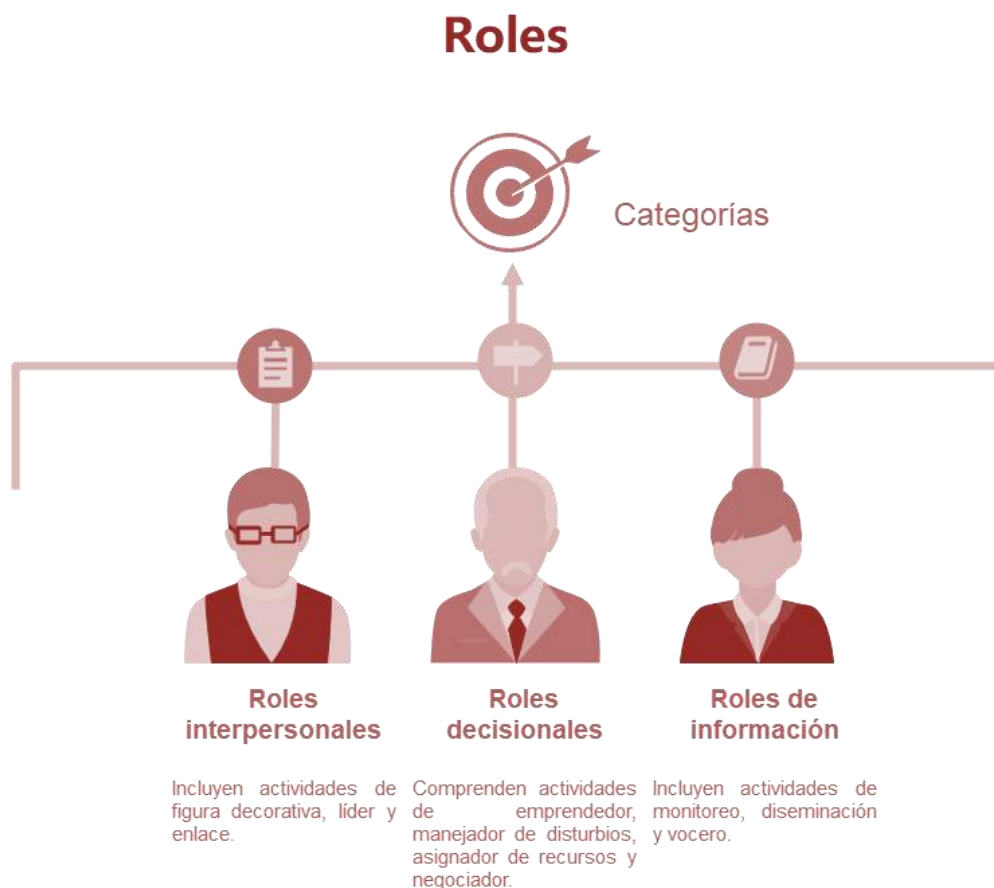 Roles
Categorías
Roles
interpersonales
Incluyen actividades de
figura decorativa, líder y
enlace.
Roles
decisionales
Comprenden actividades
de emprendedor,
manejador de disturbios,
asignador de recursos y
negociador.
Roles de
información
Incluyen actividades de
monitoreo, diseminación
y vocero.